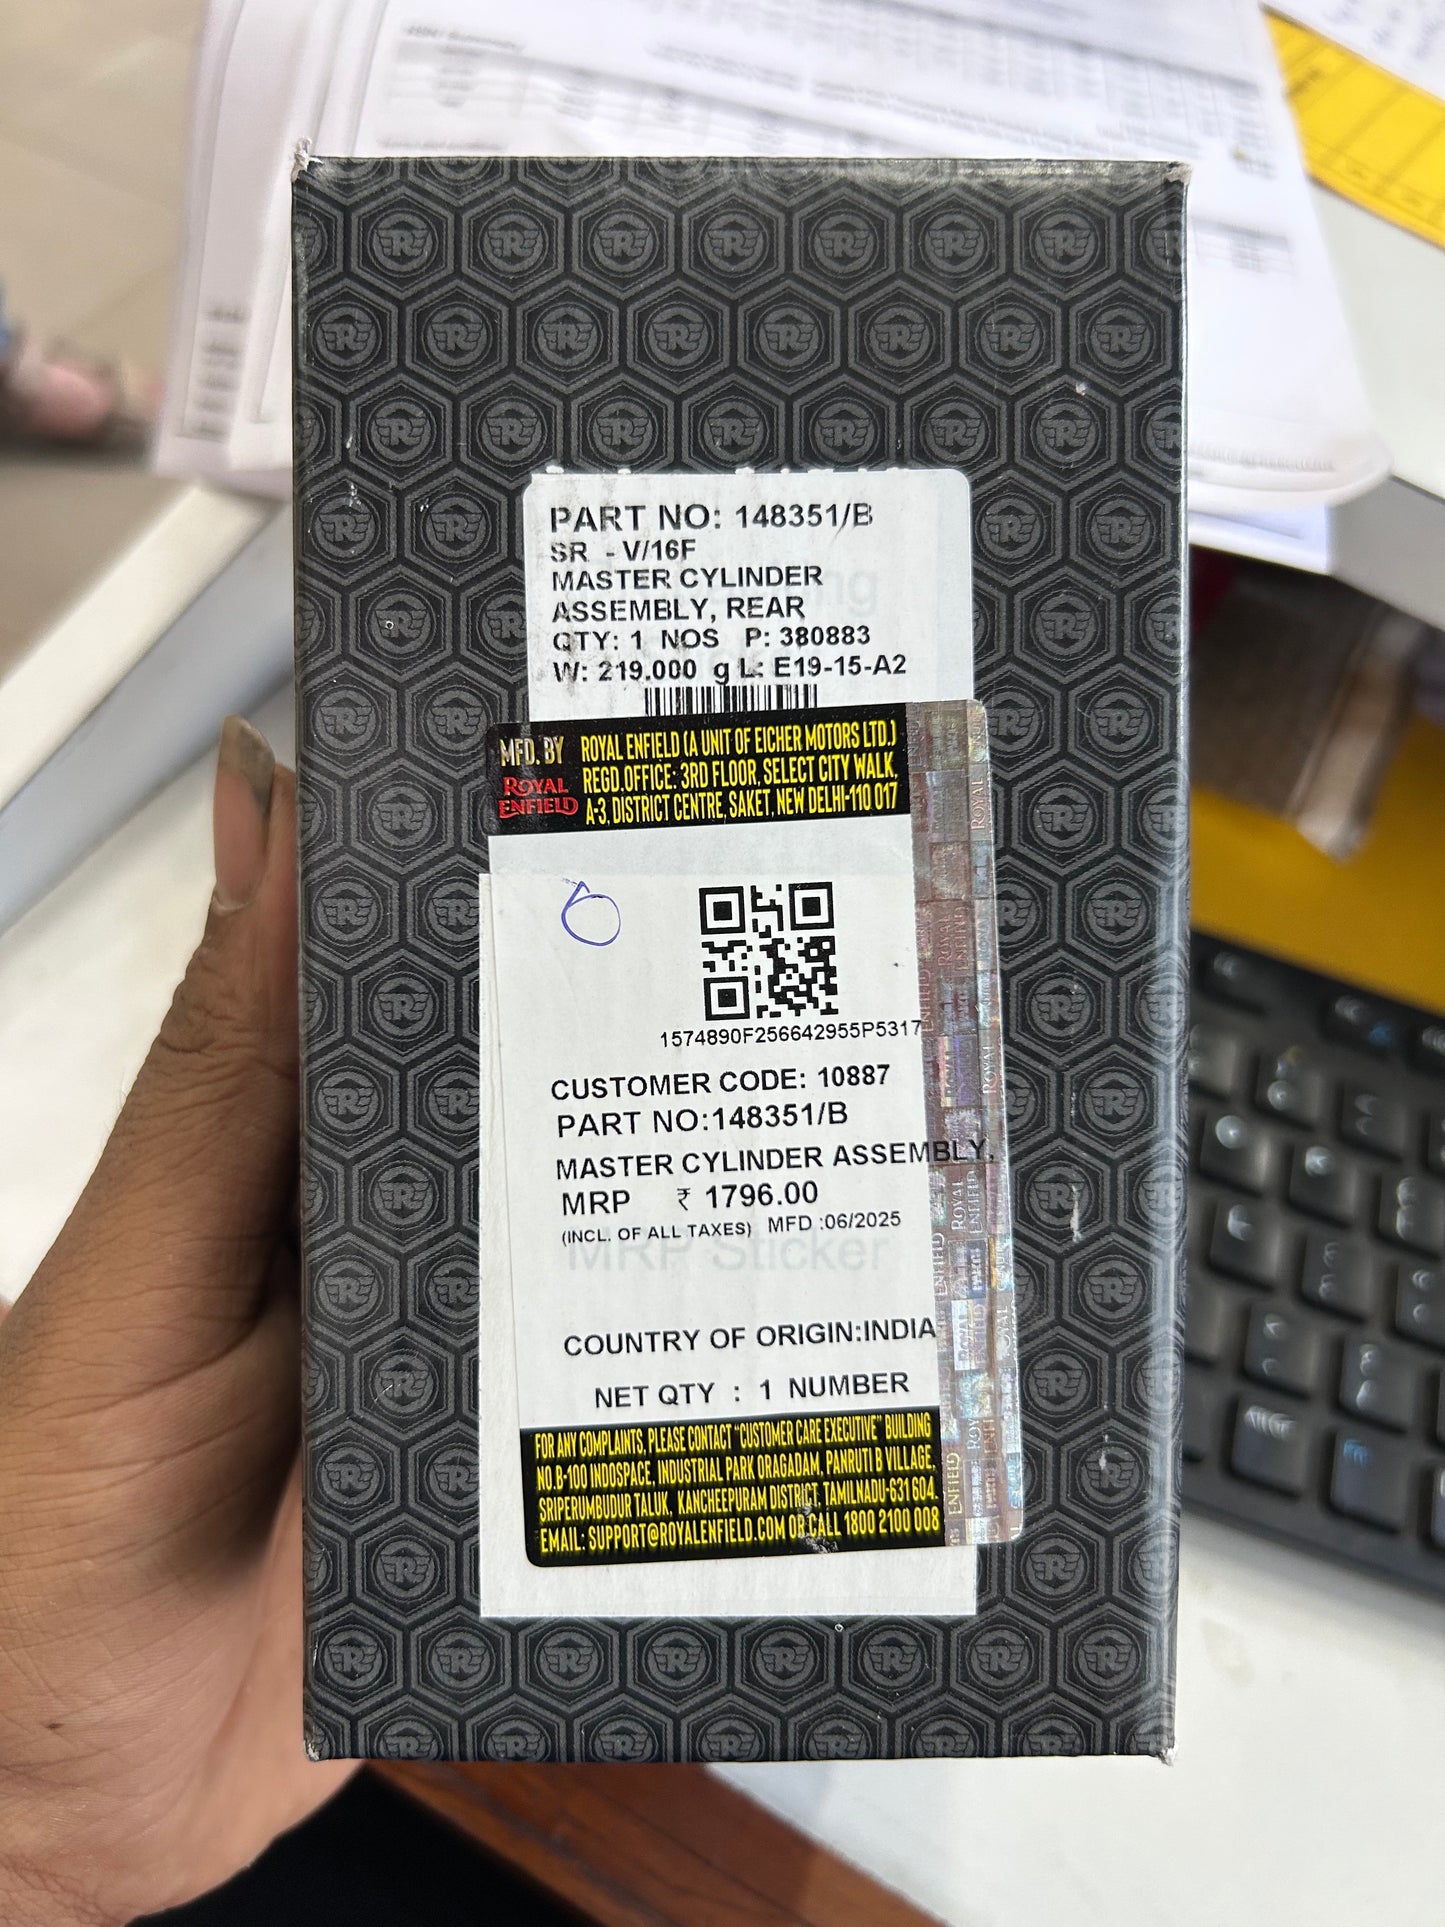 PART NO: 148351/B
SR - V/16F
MASTER CYLINDER
ASSEMBLY, REAR
QTY: 1 NOS P: 380883
W: 219.000 g L: E19-15-A2
MFD. BY
ROYAL
ENFIELD
ROYAL ENFIELD (A UNIT OF EICHER MOTORS LTD.)
REGD.OFFICE: 3RD FLOOR, SELECT CITY WALK,
A-3, DISTRICT CENTRE, SAKET, NEW DELHI-110 017
1574890F256642955P5317
CUSTOMER CODE: 10887
PART NO:148351/B
MASTER CYLINDER ASSEMBLY,
MRP ₹ 1796.00
(INCL. OF ALL TAXES) MFD :06/2025
MRP Sticker
COUNTRY OF ORIGIN:INDIA
NET QTY : 1 NUMBER
FOR ANY COMPLAINTS, PLEASE CONTACT "CUSTOMER CARE EXECUTIVE" BUILDING
NO.B-100 INDOSPACE, INDUSTRIAL PARK ORAGADAM, PANRUTI B VILLAGE,
SRIPERUMBUDUR TALUK, KANCHEEPURAM DISTRICT, TAMILNADU-631 604.
EMAIL: SUPPORT@ROYALENFIELD.COM OR CALL 1800 2100 008